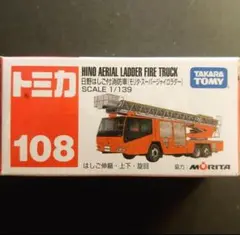 トミカ
HINO AERIAL LADDER FIRE TRUCK
日野はしご付消防車(モリタ・スーパージャイロラダー)
SCALE 1/139
TAKARA TOMY
108
はしご伸縮・上下・旋回
協力 MORITA